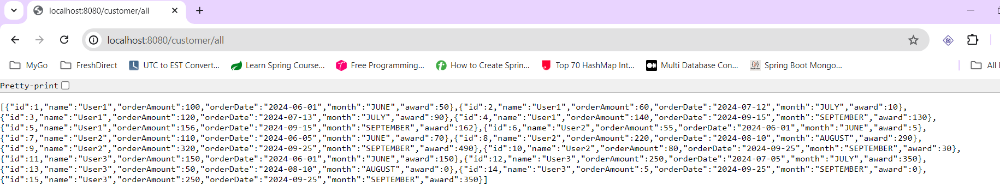 localhost:8080/customer/all
localhost:8080/customer/all
MyGo FreshDirect UTC to EST Convert... Learn Spring Course... Free Programming... How to Create Sprin... Top 70 HashMap Int... Multi Database Con... Spring Boot Mongo... All
Pretty-print
[{"id":1,"name":"User1","orderAmount":100,"orderDate":"2024-06-01","month":"JUNE","award":50},{"id":2,"name":"User1","orderAmount":60,"orderDate":"2024-07-12","month":"JULY","award":10},
{"id":3,"name":"User1","orderAmount":120,"orderDate":"2024-07-13","month":"JULY","award":90},{"id":4,"name":"User1","orderAmount":140,"orderDate":"2024-09-15","month":"SEPTEMBER","award":130},
{"id":5,"name":"User1","orderAmount":156,"orderDate":"2024-09-15","month":"SEPTEMBER","award":162},{"id":6,"name":"User2","orderAmount":55,"orderDate":"2024-06-01","month":"JUNE","award":5},
{"id":7,"name":"User2","orderAmount":110,"orderDate":"2024-06-05","month":"JUNE","award":70},{"id":8,"name":"User2","orderAmount":220,"orderDate":"2024-08-10","month":"AUGUST","award":290},
{"id":9,"name":"User2","orderAmount":320,"orderDate":"2024-09-25","month":"SEPTEMBER","award":490},{"id":10,"name":"User2","orderAmount":80,"orderDate":"2024-09-25","month":"SEPTEMBER","award":30},
{"id":11,"name":"User3","orderAmount":150,"orderDate":"2024-06-01","month":"JUNE","award":150},{"id":12,"name":"User3","orderAmount":250,"orderDate":"2024-07-05","month":"JULY","award":350},
{"id":13,"name":"User3","orderAmount":50,"orderDate":"2024-08-10","month":"AUGUST","award":0},{"id":14,"name":"User3","orderAmount":5,"orderDate":"2024-09-25","month":"SEPTEMBER","award":0},
{"id":15,"name":"User3","orderAmount":250,"orderDate":"2024-09-25","month":"SEPTEMBER","award":350}]